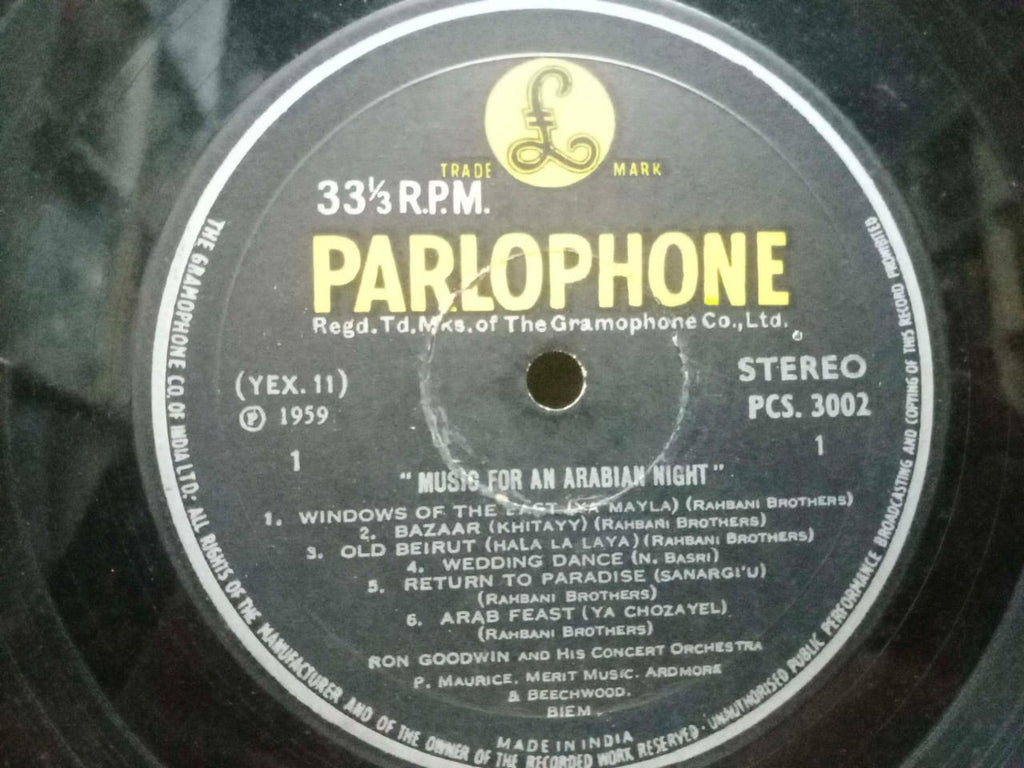 £
TRADE MARK
33⅓ R.P.M.
PARLOPHONE
Regd. Td. Mks. of The Gramophone Co., Ltd.
(YEX. 11)
Ⓟ 1959
1
STEREO
PCS. 3002
1
"MUSIC FOR AN ARABIAN NIGHT"
1. WINDOWS OF THE EAST (YA MAYLA) (RAHBANI BROTHERS)
2. BAZAAR (KHITAYY) (RAHBANI BROTHERS)
3. OLD BEIRUT (HALA LA LAYA) (RAHBANI BROTHERS)
4. WEDDING DANCE (N. BASRI)
5. RETURN TO PARADISE (SANARGI'U)
(RAHBANI BROTHERS)
6. ARAB FEAST (YA CHOZAYEL)
(RAHBANI BROTHERS)
RON GOODWIN AND HIS CONCERT ORCHESTRA
P. MAURICE, MERIT MUSIC. ARDMORE
& BEECHWOOD.
BIEM
MADE IN INDIA
THE GRAMOPHONE CO. OF INDIA LTD: ALL RIGHTS OF THE MANUFACTURER AND OF THE OWNER OF THE RECORDED WORK RESERVED · UNAUTHORISED PUBLIC PERFORMANCE BROADCASTING AND COPYING OF THIS RECORD PROHIBITED